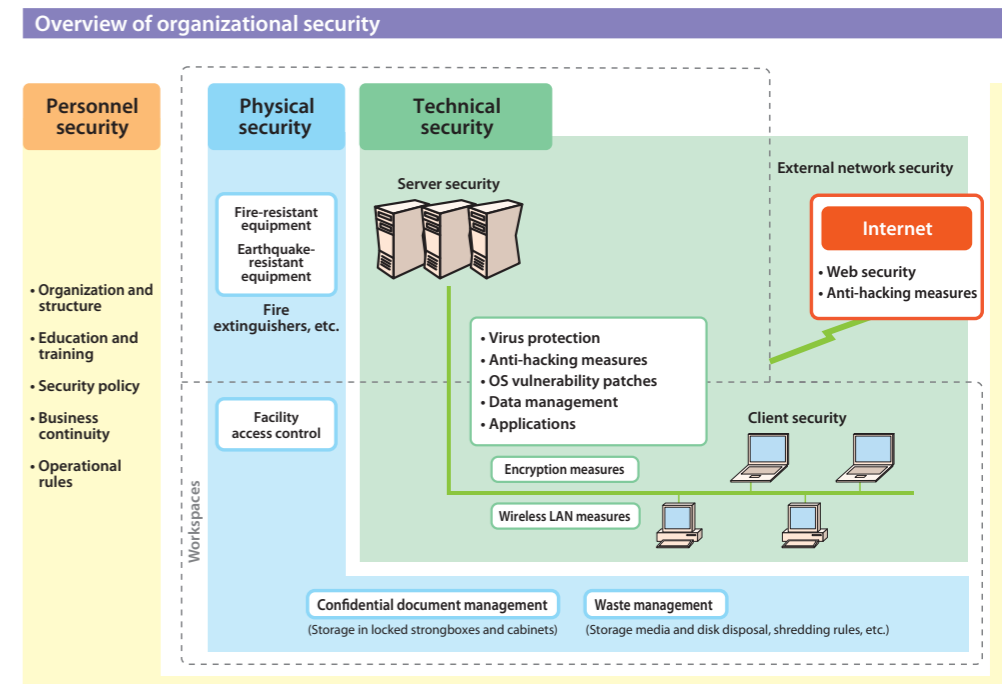 Overview of organizational security
Personnel
security
• Organization and
structure
• Education and
training
• Security policy
• Business
continuity
• Operational
rules
Physical
security
Fire-resistant
equipment
Earthquake-
resistant
equipment
Fire
extinguishers, etc.
Facility
access control
Workspaces
Technical
security
Server security
• Virus protection
• Anti-hacking measures
• OS vulnerability patches
• Data management
• Applications
Encryption measures
Wireless LAN measures
Client security
External network security
Internet
• Web security
• Anti-hacking measures
Confidential document management
(Storage in locked strongboxes and cabinets)
Waste management
(Storage media and disk disposal, shredding rules, etc.)